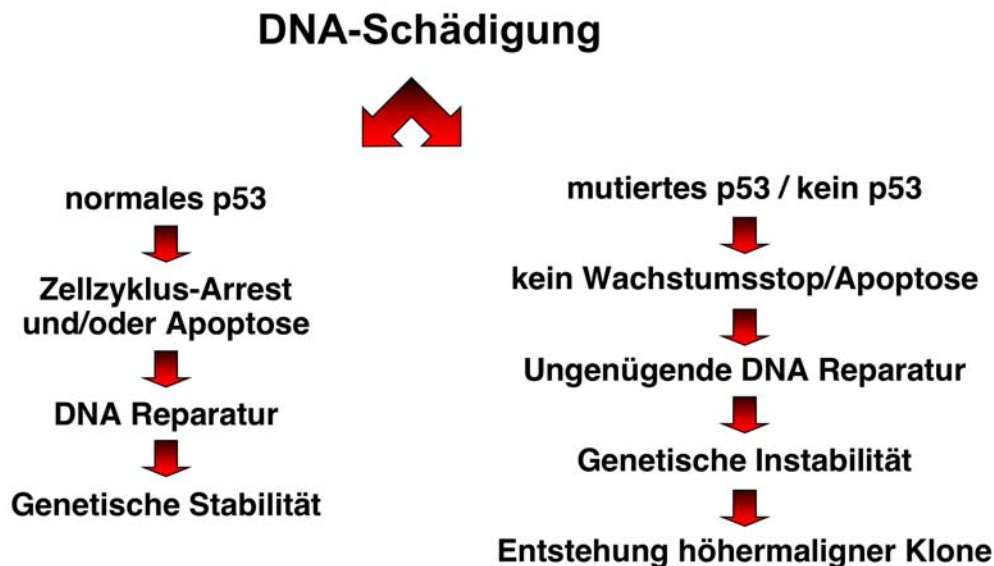 DNA-Schädigung
normales p53
Zellzyklus-Arrest
und/oder Apoptose
DNA Reparatur
Genetische Stabilität
mutiertes p53 / kein p53
kein Wachstumsstop/Apoptose
Ungenügende DNA Reparatur
Genetische Instabilität
Entstehung höhermaligner Klone